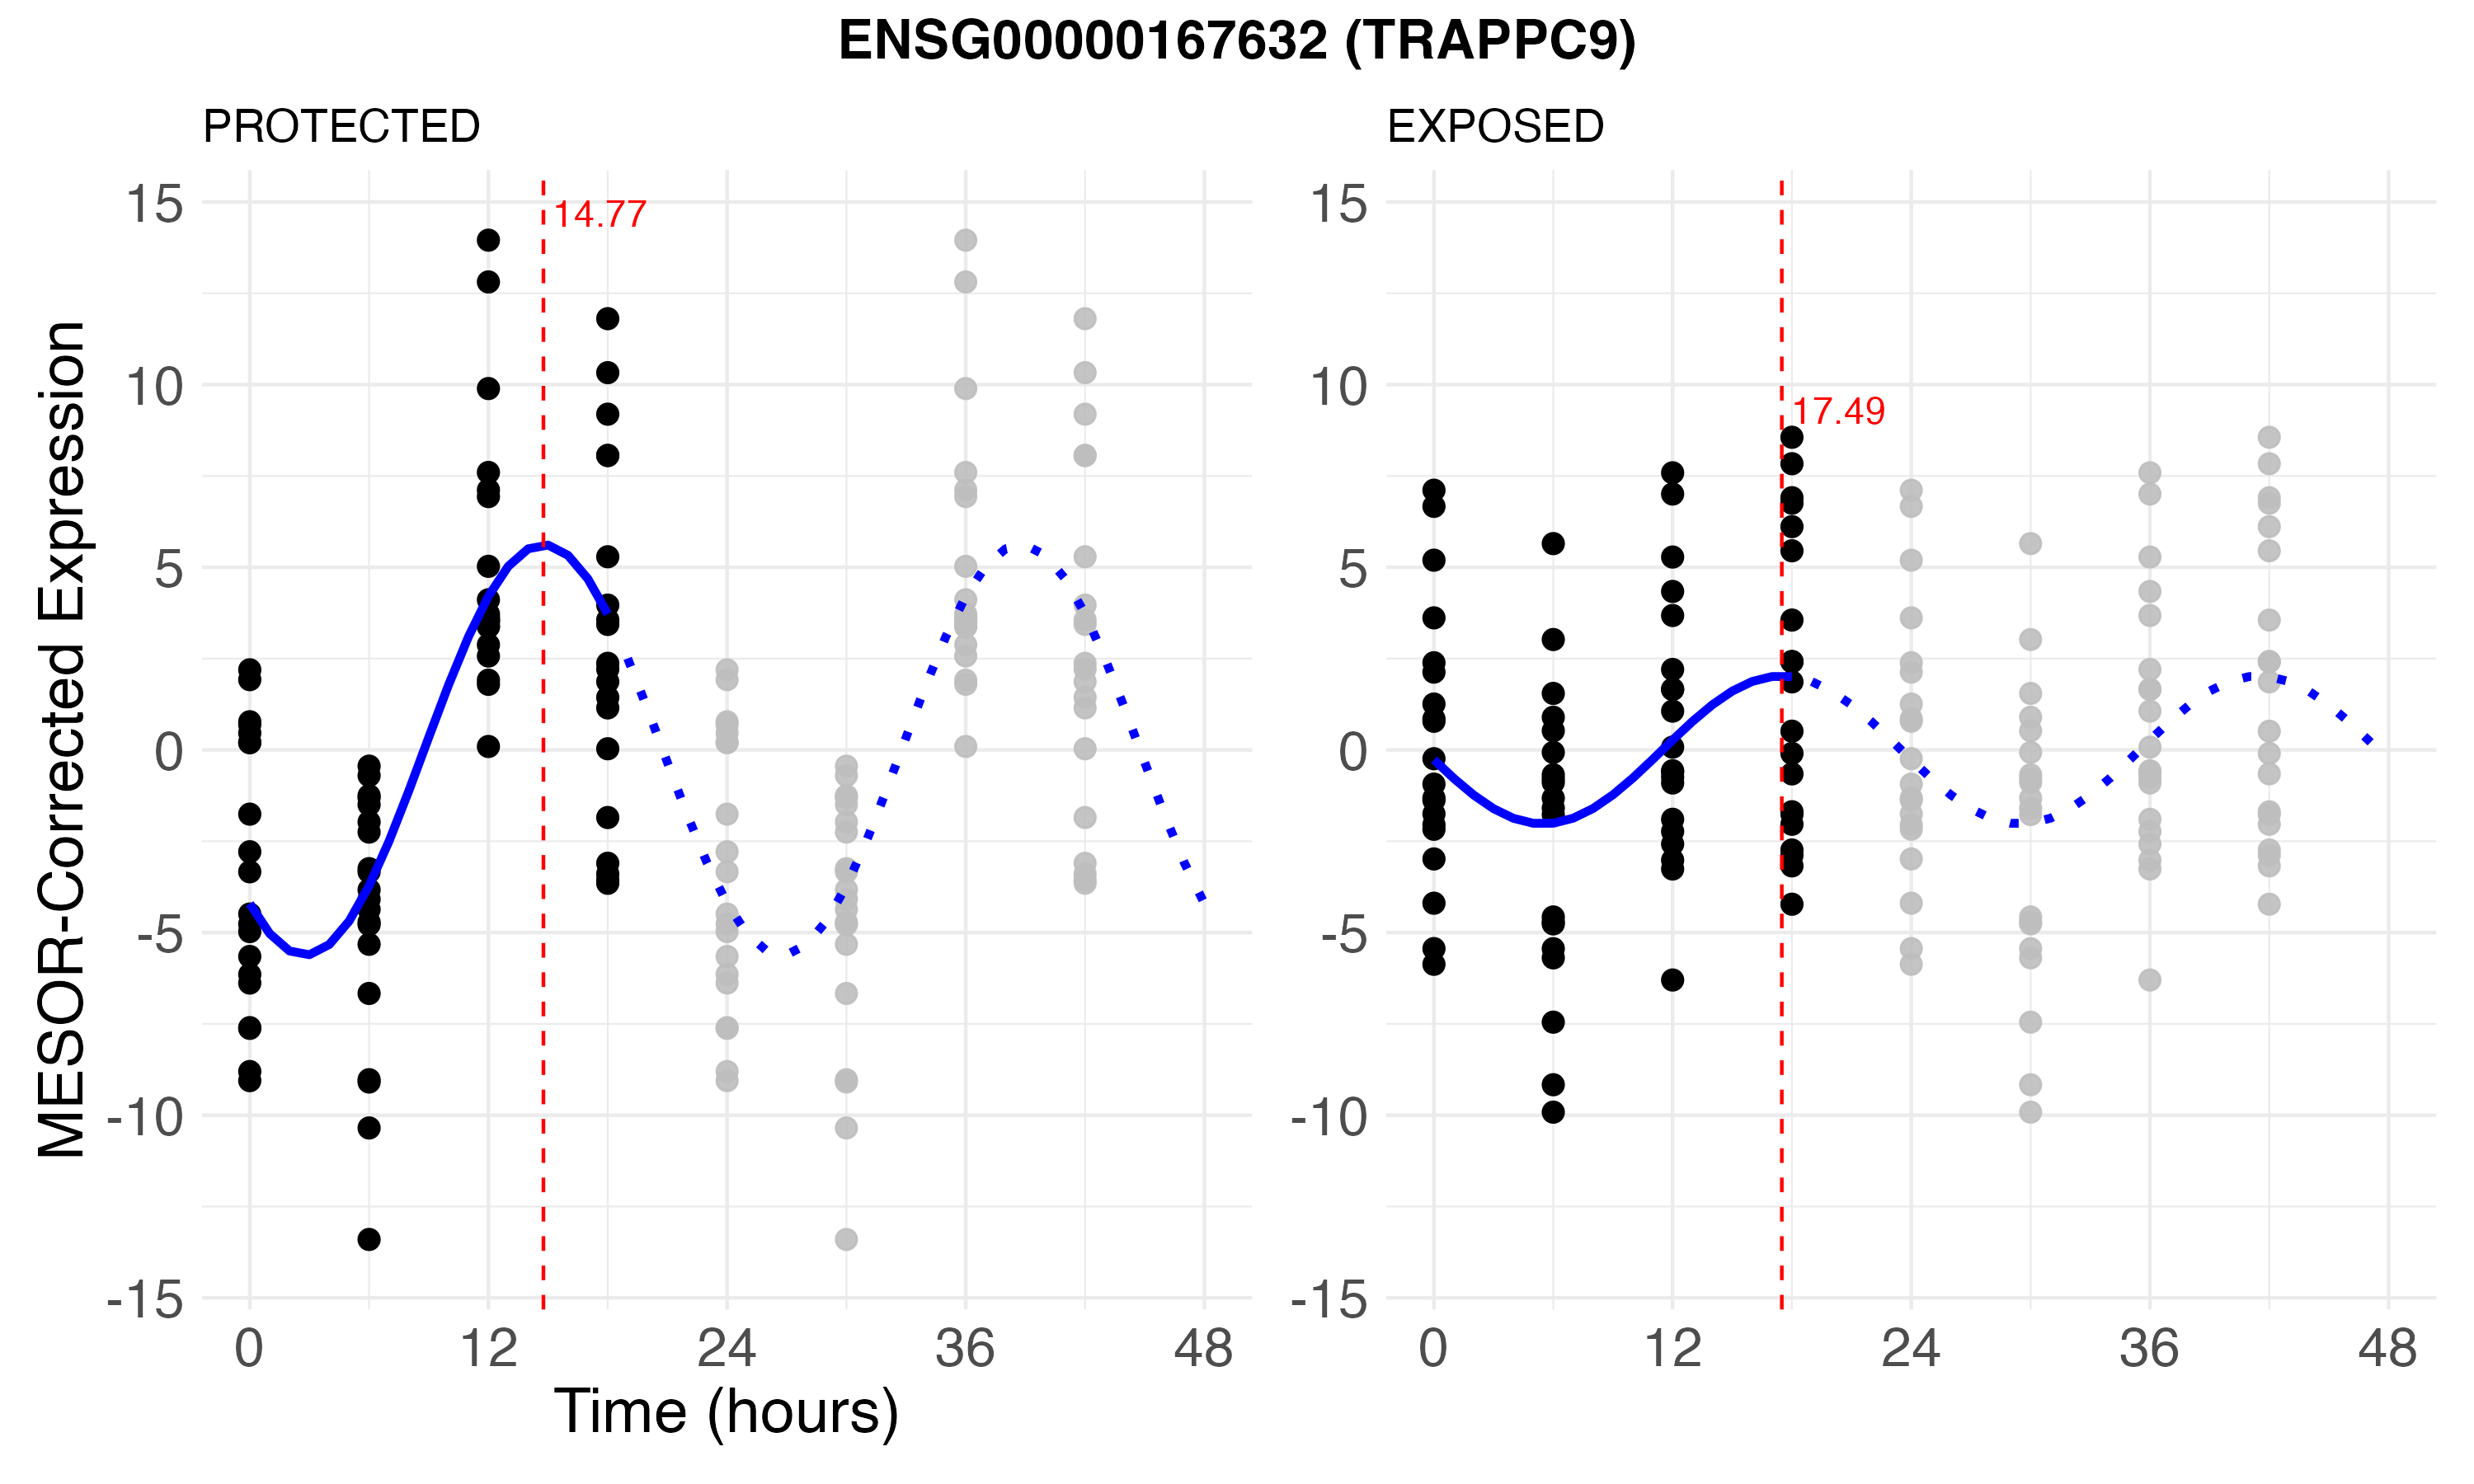 ENSG00000167632 (TRAPPC9)
PROTECTED
EXPOSED
MESOR-Corrected Expression
15
10
5
0
-5
-10
-15
14.77
0 12 24 36 48
15
10
5
0
-5
-10
-15
17.49
0 12 24 36 48
Time (hours)